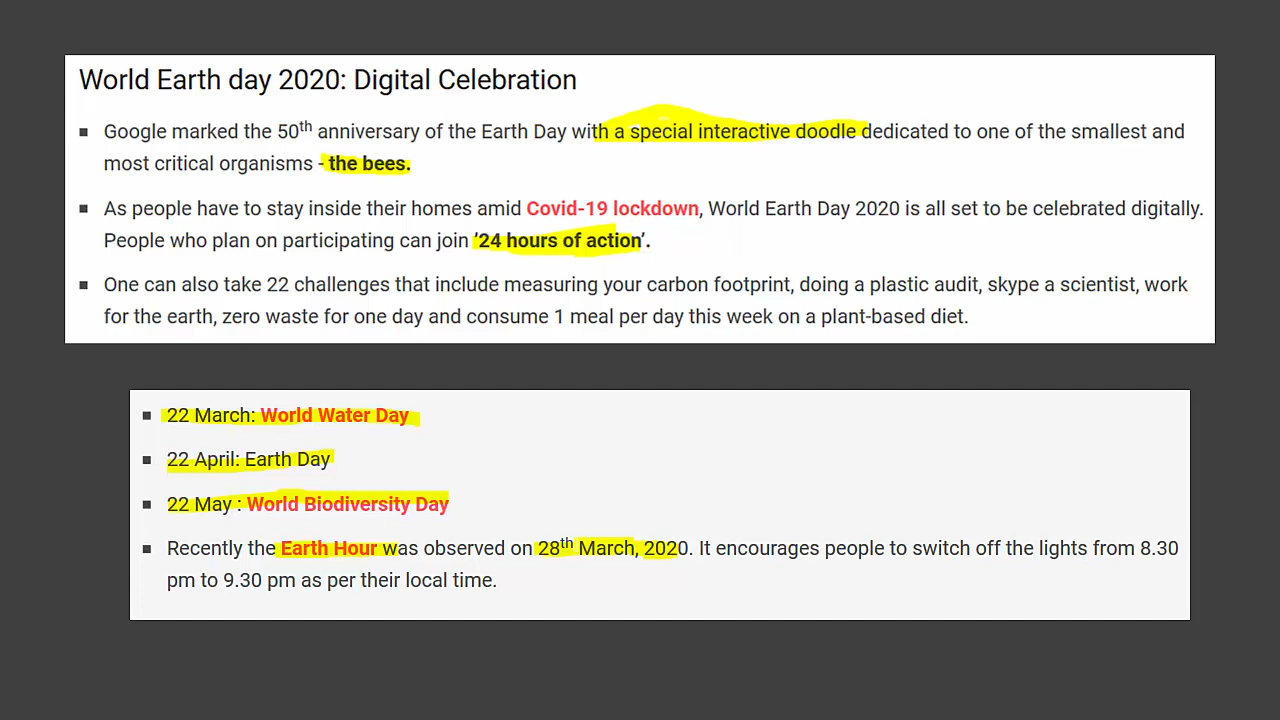 World Earth day 2020: Digital Celebration
▪ Google marked the 50th anniversary of the Earth Day with a special interactive doodle dedicated to one of the smallest and
most critical organisms - the bees.
▪ As people have to stay inside their homes amid Covid-19 lockdown, World Earth Day 2020 is all set to be celebrated digitally.
People who plan on participating can join '24 hours of action'.
▪ One can also take 22 challenges that include measuring your carbon footprint, doing a plastic audit, skype a scientist, work
for the earth, zero waste for one day and consume 1 meal per day this week on a plant-based diet.
▪ 22 March: World Water Day
▪ 22 April: Earth Day
▪ 22 May : World Biodiversity Day
▪ Recently the Earth Hour was observed on 28th March, 2020. It encourages people to switch off the lights from 8.30
pm to 9.30 pm as per their local time.